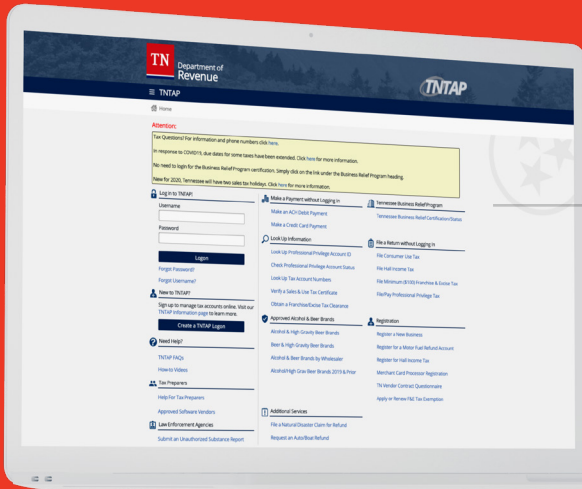 TN
Department of
Revenue
TNTAP
≡ TNTAP
Home
Attention:
Tax Questions? For information and phone numbers click here.
In response to COVID19, due dates for some taxes have been extended. Click here for more information.
No need to login for the Business Relief Program certification. Simply click on the link under the Business Relief Program heading.
New for 2020, Tennessee will have two sales tax holidays. Click here for more information.
Log in to TNTAP!
Username
Password
Logon
Forgot Password?
Forgot Username?
New to TNTAP?
Sign up to manage tax accounts online. Visit our
TNTAP Information page to learn more.
Create a TNTAP Logon
Need Help?
TNTAP FAQs
How-to Videos
Tax Preparers
Help For Tax Preparers
Approved Software Vendors
Law Enforcement Agencies
Submit an Unauthorized Substance Report
Make a Payment without Logging In
Make an ACH Debit Payment
Make a Credit Card Payment
Look Up Information
Look Up Professional Privilege Account ID
Check Professional Privilege Account Status
Look Up Tax Account Numbers
Verify a Sales & Use Tax Certificate
Obtain a Franchise/Excise Tax Clearance
Approved Alcohol & Beer Brands
Alcohol & High Gravity Beer Brands
Beer & High Gravity Beer Brands
Alcohol & Beer Brands by Wholesaler
Alcohol/High Grav Beer Brands 2019 & Prior
Additional Services
File a Natural Disaster Claim for Refund
Request an Auto/Boat Refund
Tennessee Business Relief Program
Tennessee Business Relief Certification/Status
File a Return without Logging In
File Consumer Use Tax
File Hall Income Tax
File Minimum ($100) Franchise & Excise Tax
File/Pay Professional Privilege Tax
Registration
Register a New Business
Register for a Motor Fuel Refund Account
Register for Hall Income Tax
Merchant Card Processor Registration
TN Vendor Contract Questionnaire
Apply or Renew F&E Tax Exemption